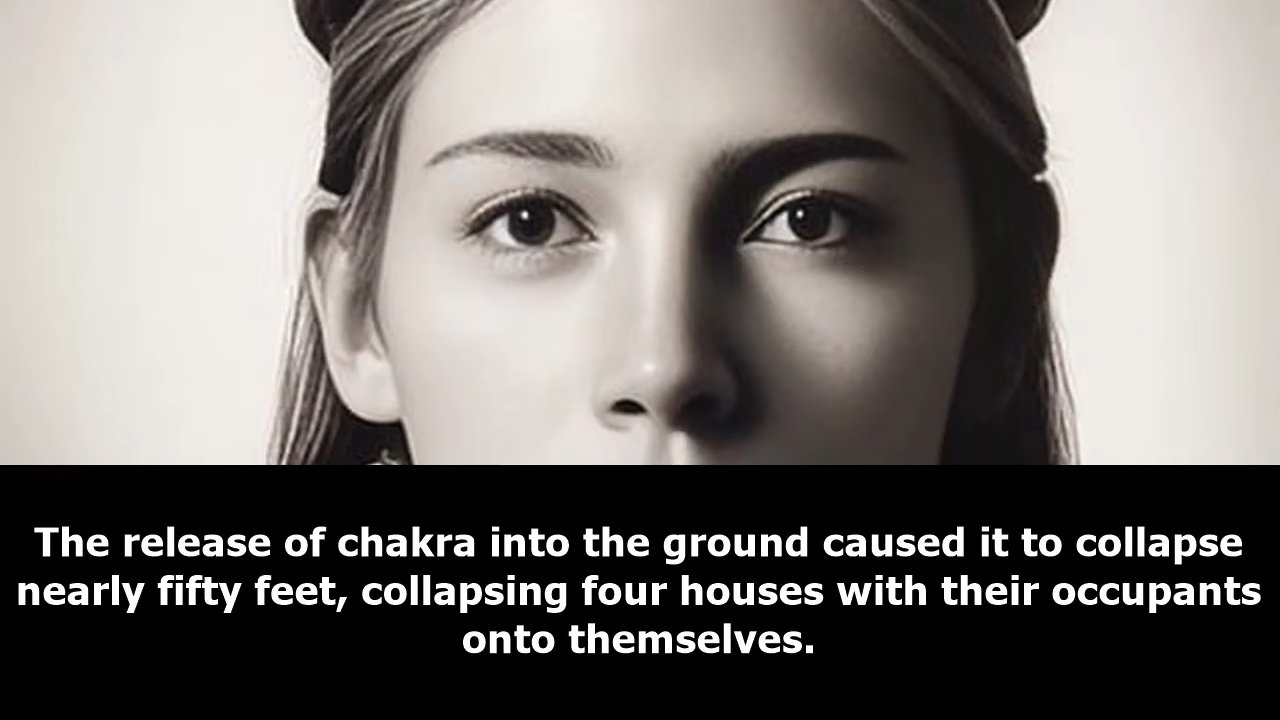 The release of chakra into the ground caused it to collapse
nearly fifty feet, collapsing four houses with their occupants
onto themselves.